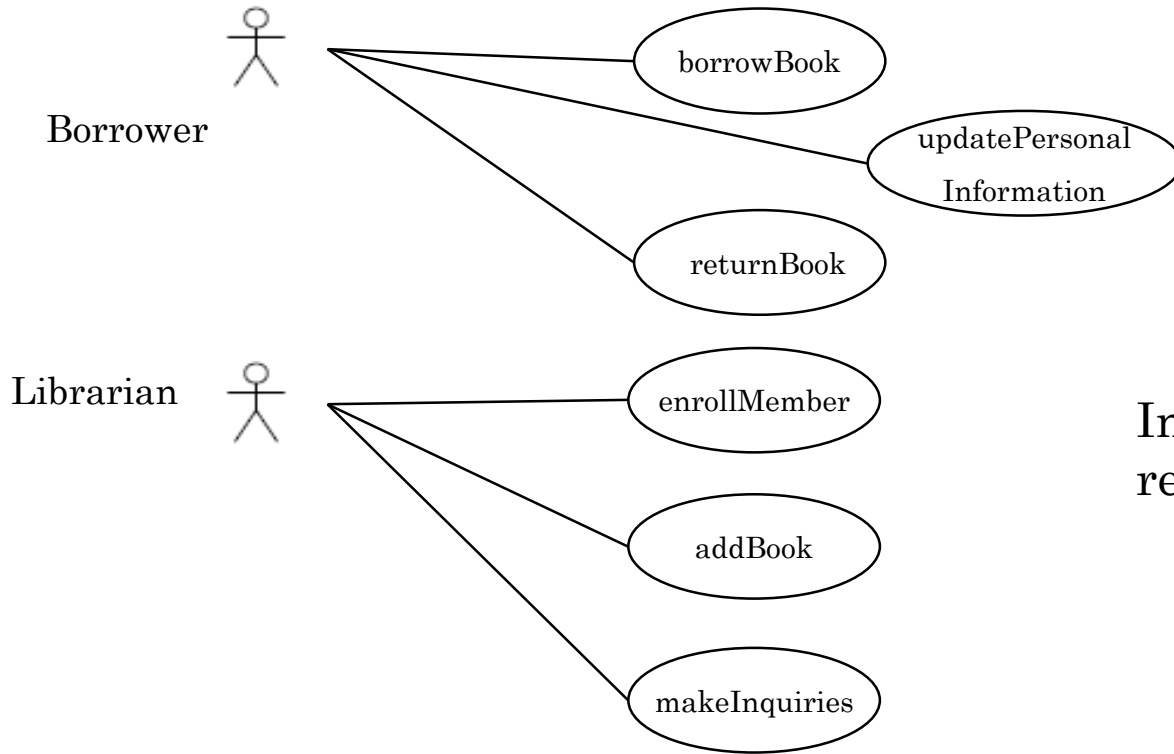 borrowBook
Borrower
updatePersonal
Information
returnBook
Librarian
enrollMember
addBook
makeInquiries